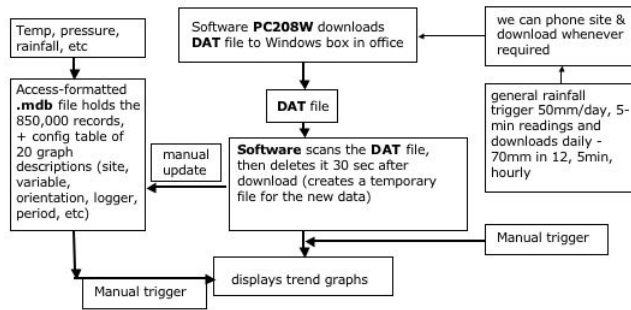 Temp, pressure,
rainfall, etc
Software PC208W downloads
DAT file to Windows box in office
we can phone site &
download whenever
required
Access-formatted
.mdb file holds the
850,000 records,
+ config table of
20 graph
descriptions (site,
variable,
orientation, logger,
period, etc)
DAT file
general rainfall
trigger 50mm/day, 5-
min readings and
downloads daily -
70mm in 12, 5min,
hourly
manual
update
Software scans the DAT file,
then deletes it 30 sec after
download (creates a temporary
file for the new data)
Manual trigger
Manual trigger
displays trend graphs